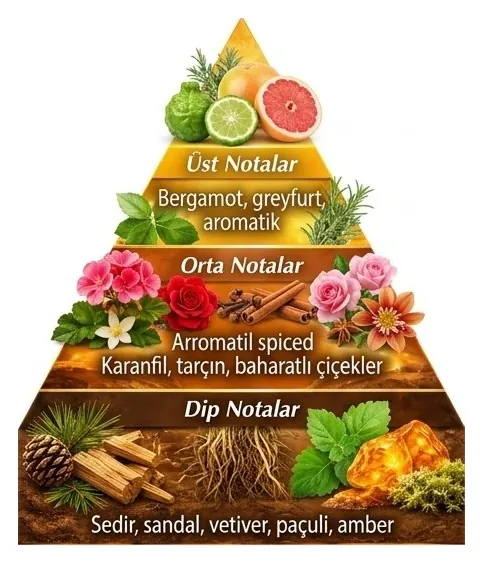 Üst Notalar
Bergamot, greyfurt,
aromatik
Orta Notalar
Arromatil spiced
Karanfil, tarçın, baharatlı çiçekler
Dip Notalar
Sedir, sandal, vetiver, paçuli, amber